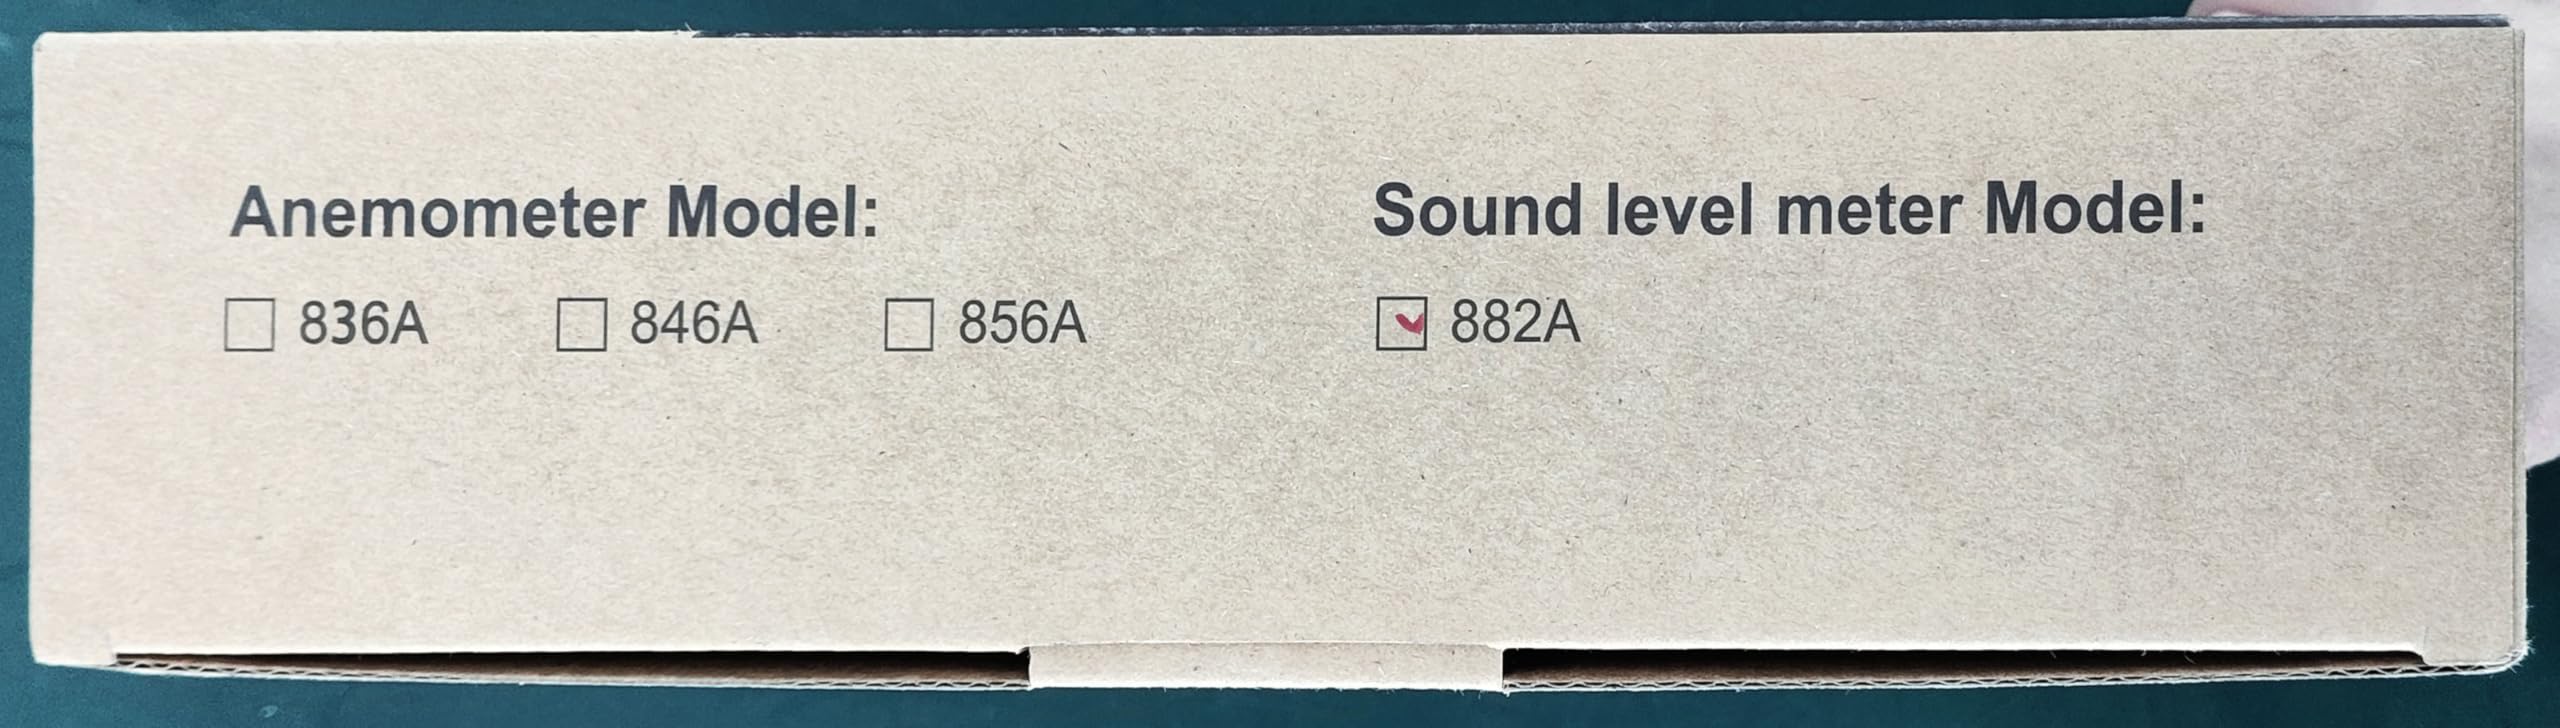 Anemometer Model:
☐ 836A ☐ 846A ☐ 856A
Sound level meter Model:
☑ 882A